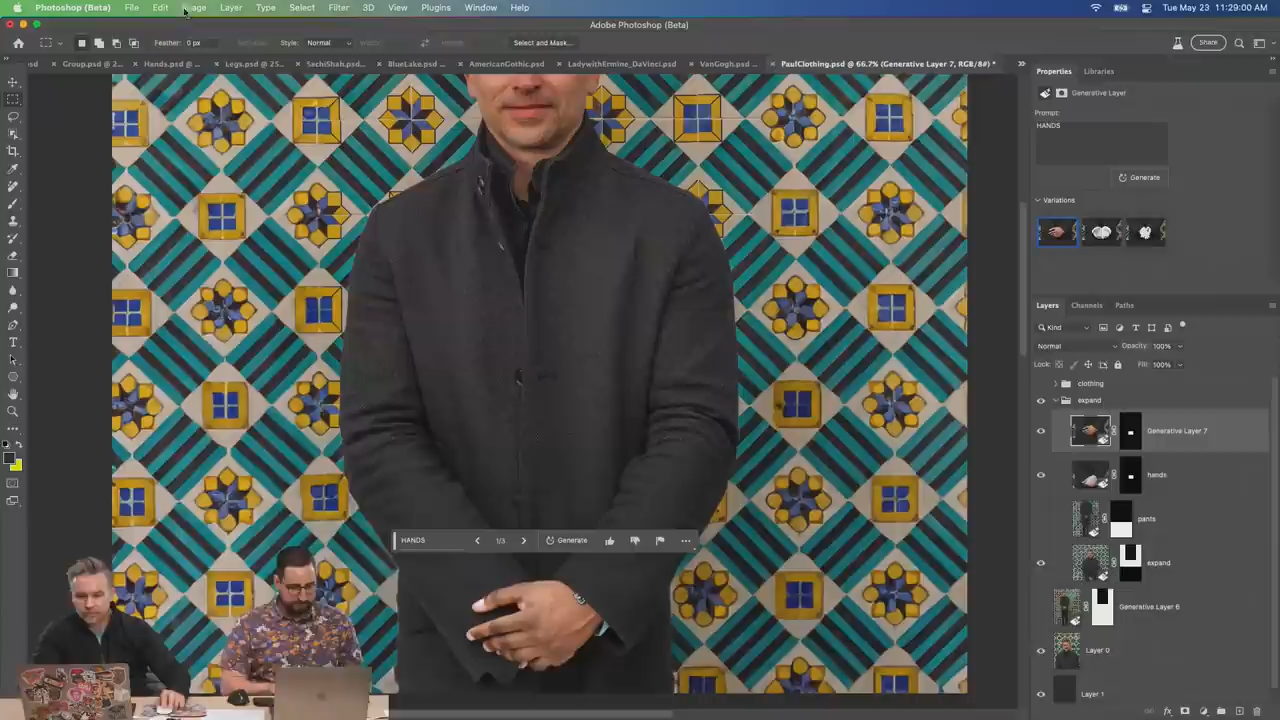 Photoshop (Beta) File Edit Image Layer Type Select Filter 3D View Plugins Window Help
Tue May 23 11:29:00 AM
Adobe Photoshop (Beta)
Feather: 0 px
Style: Normal
Select and Mask...
Share
Group.psd @ 2...
Hands.psd @ ...
Legs.psd @ 25...
SechiShah.psd...
BlueLake.psd ...
AmericanGothic.psd
LadywithErmine_DaVinci.psd
VanGogh.psd ...
PaulClothing.psd @ 66.7% (Generative Layer 7, RGB/8#) *
Properties Libraries
Generative Layer
Prompt:
HANDS
Generate
Variations
Layers Channels Paths
Kind
Normal Opacity: 100%
Lock: Fill: 100%
clothing
expand
Generative Layer 7
hands
pants
expand
Generative Layer 6
Layer 0
Layer 1
HANDS 1/3 Generate